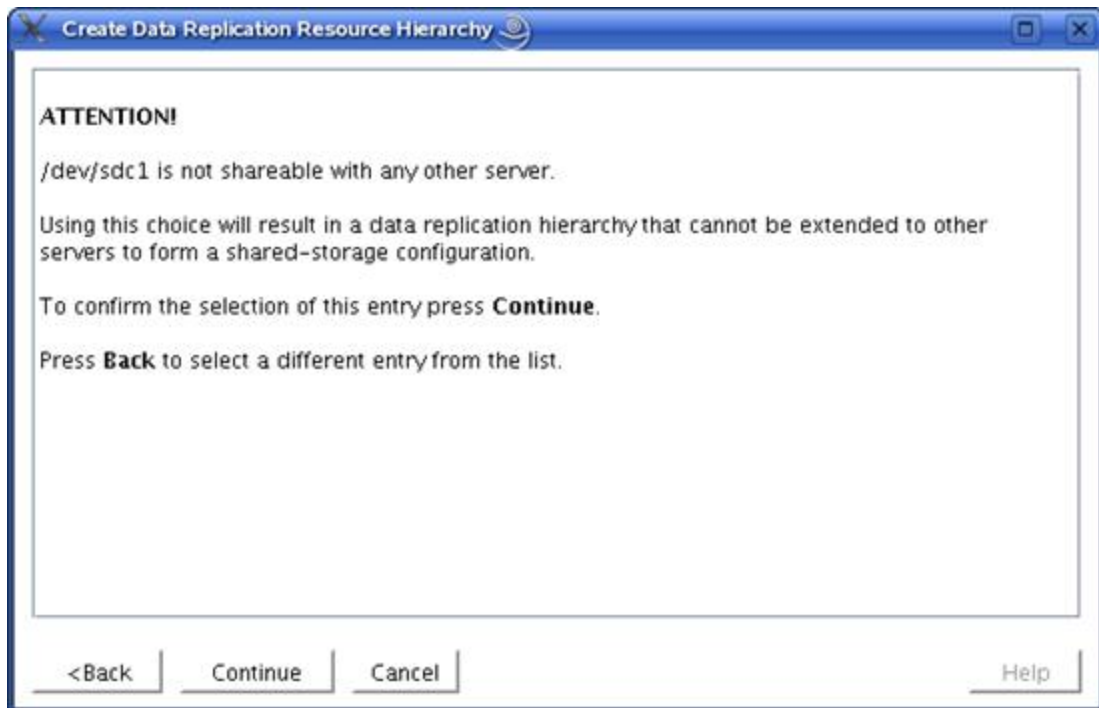 Create Data Replication Resource Hierarchy
ATTENTION!
/dev/sdc1 is not shareable with any other server.
Using this choice will result in a data replication hierarchy that cannot be extended to other
servers to form a shared-storage configuration.
To confirm the selection of this entry press Continue.
Press Back to select a different entry from the list.
<Back Continue Cancel Help